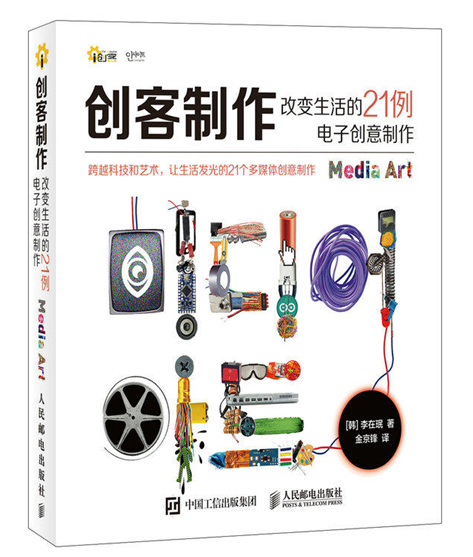 i创客
创客制作
改变生活的21例
电子创意制作
跨越科技和艺术，让生活发光的21个多媒体创意制作
Media Art
[韩] 李在珉 著
金京锋 译
中国工信出版集团
人民邮电出版社
POSTS & TELECOM PRESS
创客制作
改变生活的21例
电子创意制作
Media Art
人民邮电出版社